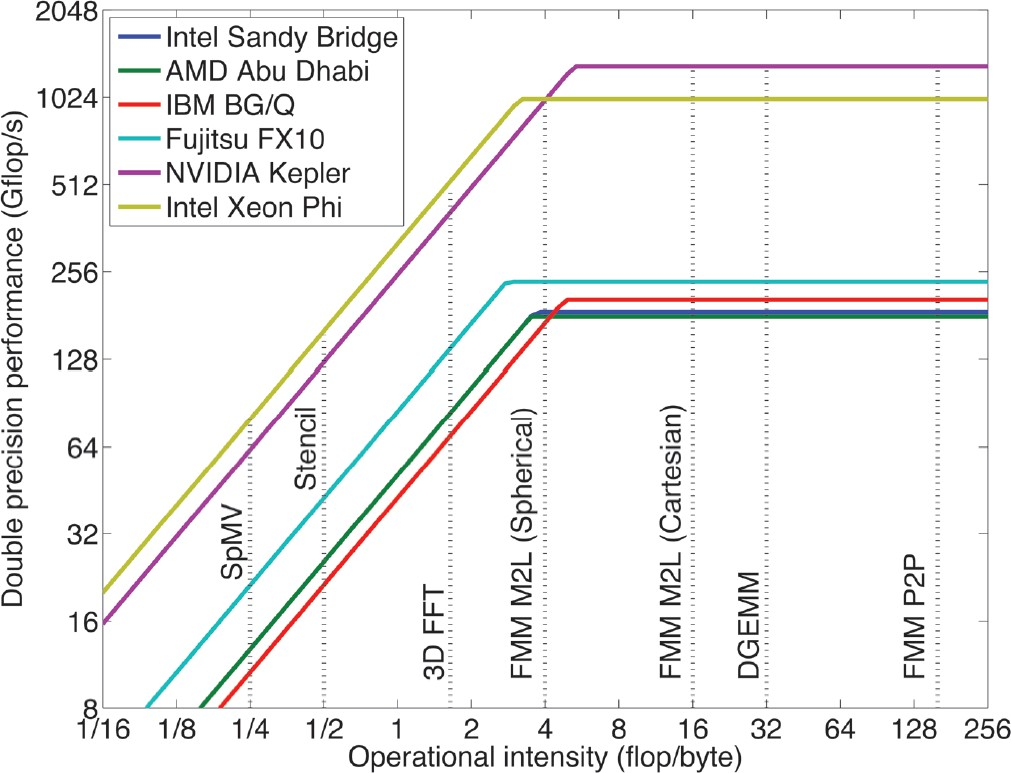 2048
1024
512
256
128
64
32
16
8
Double precision performance (Gflop/s)
Intel Sandy Bridge
AMD Abu Dhabi
IBM BG/Q
Fujitsu FX10
NVIDIA Kepler
Intel Xeon Phi
SpMV
Stencil
3D FFT
FMM M2L (Spherical)
FMM M2L (Cartesian)
DGEMM
FMM P2P
1/16 1/8 1/4 1/2 1 2 4 8 16 32 64 128 256
Operational intensity (flop/byte)